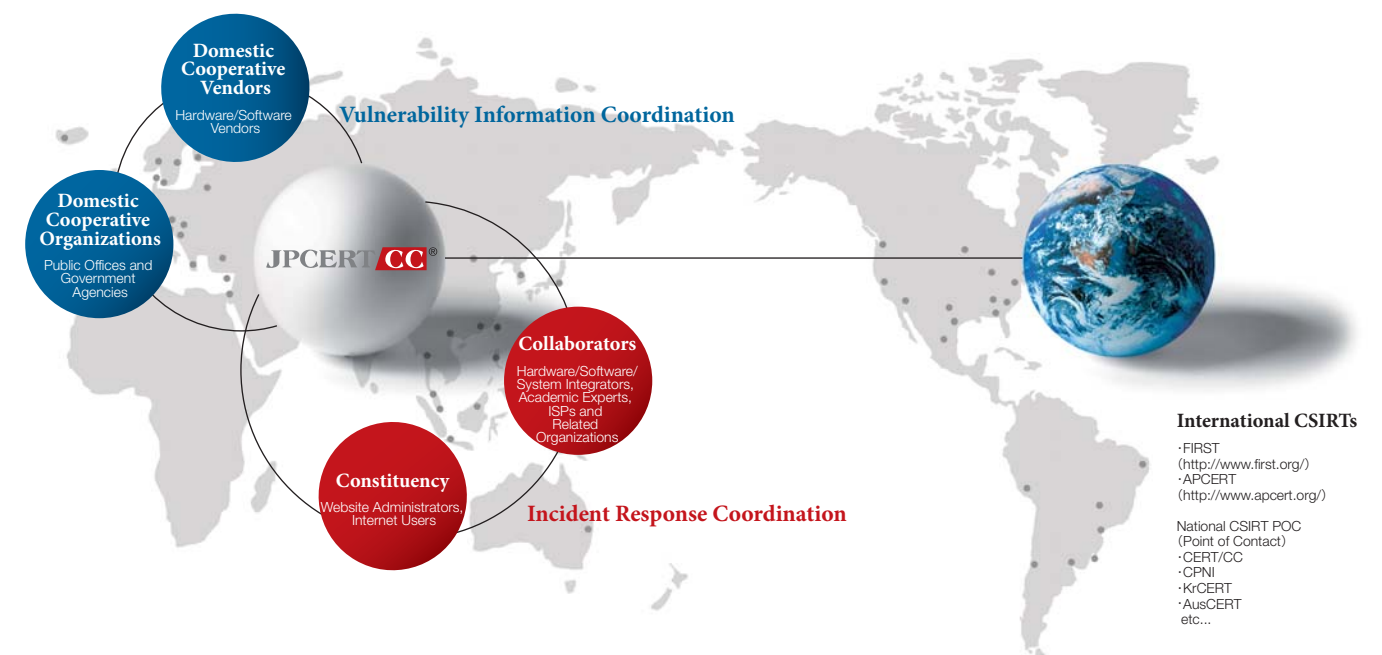 Domestic
Cooperative
Vendors
Hardware/Software
Vendors
Vulnerability Information Coordination
Domestic
Cooperative
Organizations
Public Offices and
Government
Agencies
JPCERT CC®
Collaborators
Hardware/Software/
System Integrators,
Academic Experts,
ISPs and
Related
Organizations
Constituency
Website Administrators,
Internet Users
Incident Response Coordination
International CSIRTs
・FIRST
(http://www.first.org/)
・APCERT
(http://www.apcert.org/)
National CSIRT POC
(Point of Contact)
・CERT/CC
・CPNI
・KrCERT
・AusCERT
etc...